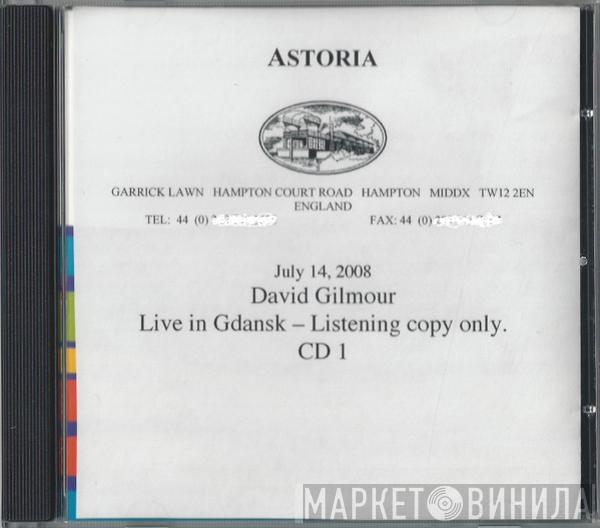 ASTORIA
GARRICK LAWN HAMPTON COURT ROAD HAMPTON MIDDX TW12 2EN
ENGLAND
TEL: 44 (0) FAX: 44 (0)
July 14, 2008
David Gilmour
Live in Gdansk – Listening copy only.
CD 1
МАРКЕТ ВИНИЛА